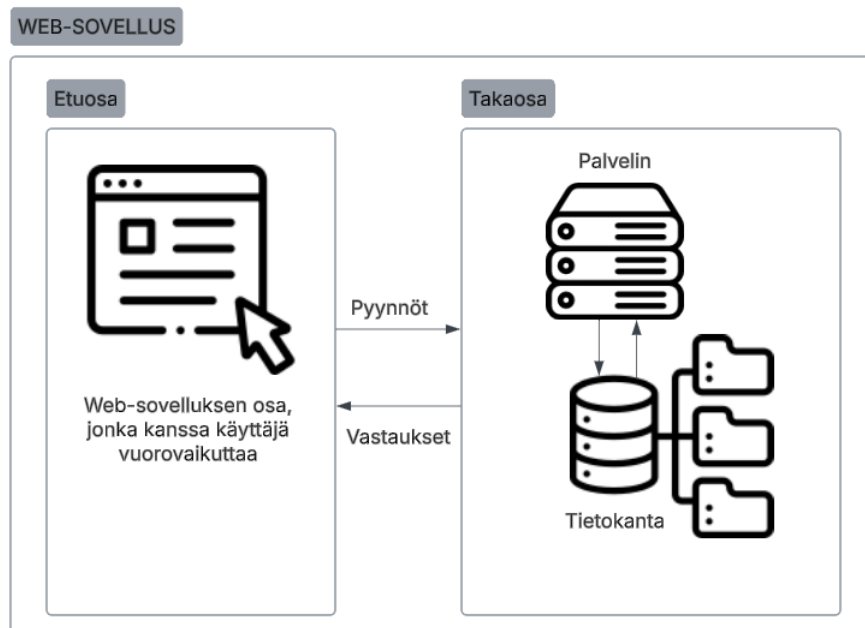 WEB-SOVELLUS
Etuosa
Takaosa
Palvelin
Pyynnöt
Web-sovelluksen osa,
jonka kanssa käyttäjä
vuorovaikuttaa
Vastaukset
Tietokanta